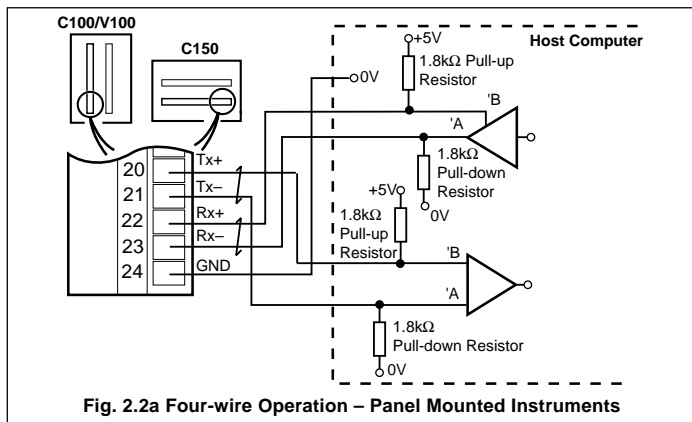 C100/V100
C150
Host Computer
+5V
1.8kΩ Pull-up
Resistor
0V
'B
'A
20
Tx+
21
Tx–
22
Rx+
23
Rx–
24
GND
1.8kΩ
Pull-down
Resistor
0V
+5V
1.8kΩ
Pull-up
Resistor
'B
'A
1.8kΩ
Pull-down Resistor
0V
Fig. 2.2a Four-wire Operation – Panel Mounted Instruments